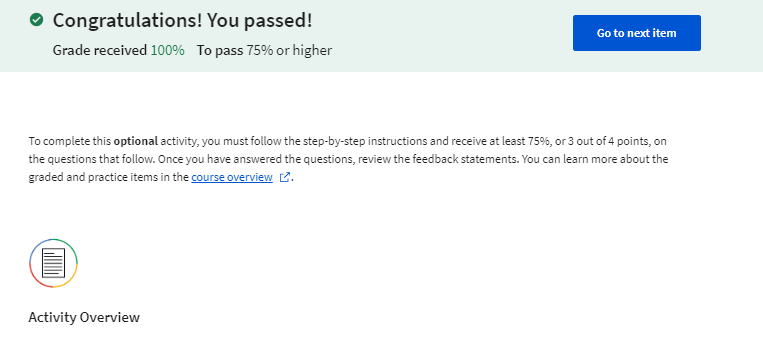 Congratulations! You passed!
Go to next item
Grade received 100% To pass 75% or higher
To complete this optional activity, you must follow the step-by-step instructions and receive at least 75%, or 3 out of 4 points, on
the questions that follow. Once you have answered the questions, review the feedback statements. You can learn more about the
graded and practice items in the course overview .
Activity Overview